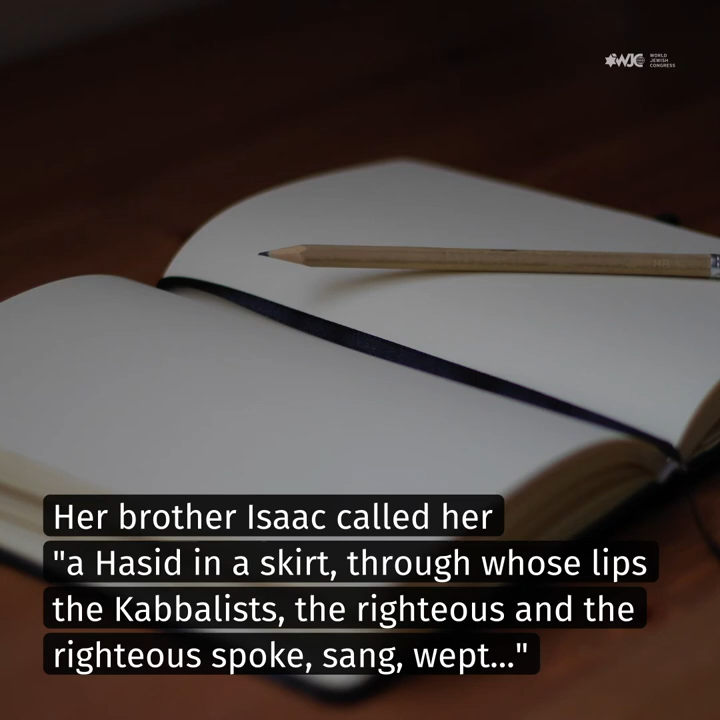 WJC WORLD
JEWISH
CONGRESS
Her brother Isaac called her
"a Hasid in a skirt, through whose lips
the Kabbalists, the righteous and the
righteous spoke, sang, wept..."